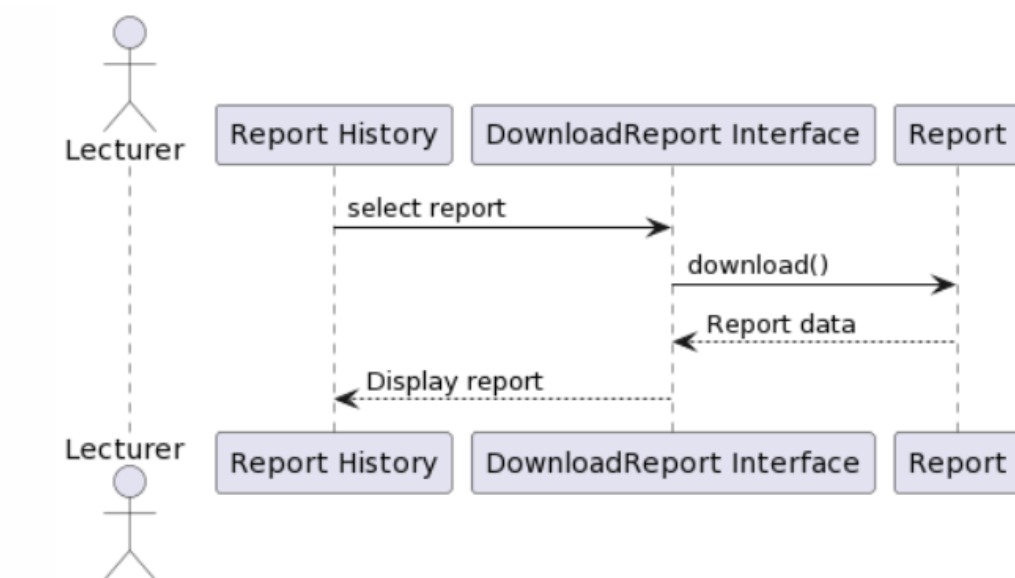 Lecturer
Report History
DownloadReport Interface
Report
select report
download()
Report data
Display report
Lecturer
Report History
DownloadReport Interface
Report